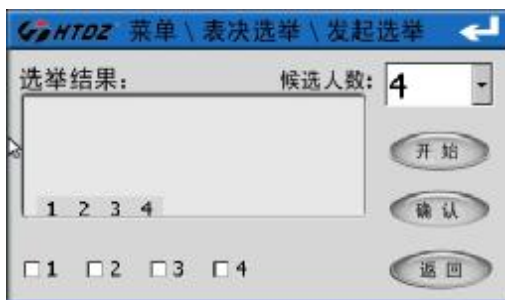 HTDZ 菜单 \ 表决选举 \ 发起选举
选举结果: 候选人数: 4
开 始
1 2 3 4
确 认
1 2 3 4
返 回